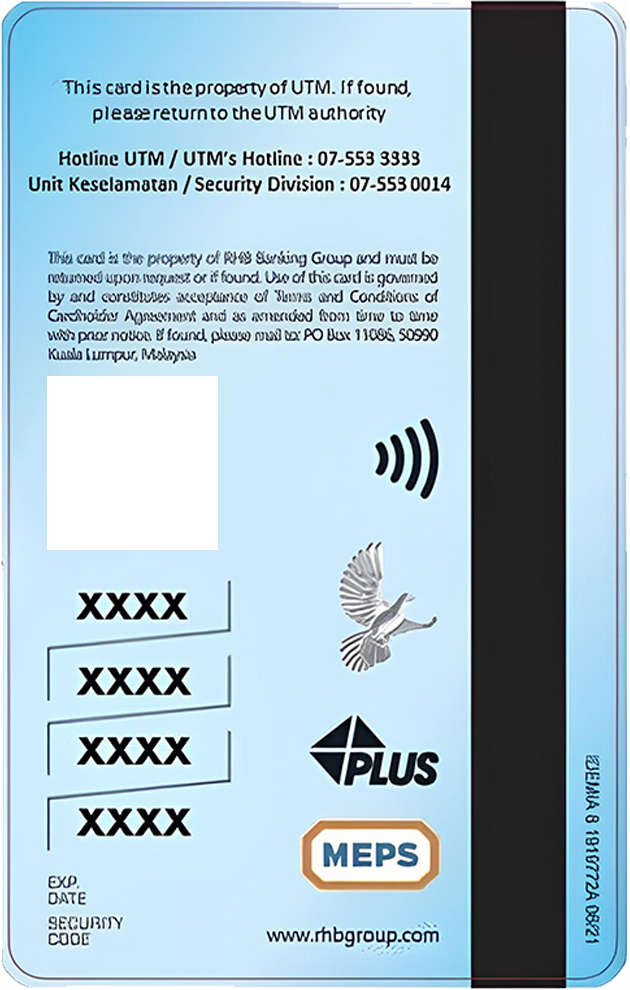 This card is the property of UTM. If found,
please return to the UTM authority
Hotline UTM / UTM's Hotline : 07-553 3333
Unit Keselamatan / Security Division : 07-553 0014
This card is the property of RHB Banking Group and must be
returned upon request or if found. Use of this card is governed
by and constitutes acceptance of Terms and Conditions of
Cardholder Agreement and as amended from time to time
with prior notice. If found, please mail to: PO Box 11086, 50990
Kuala Lumpur, Malaysia
XXXX
XXXX
XXXX
XXXX
PLUS
MEPS
EXP.
DATE
SECURITY
CODE
www.rhbgroup.com